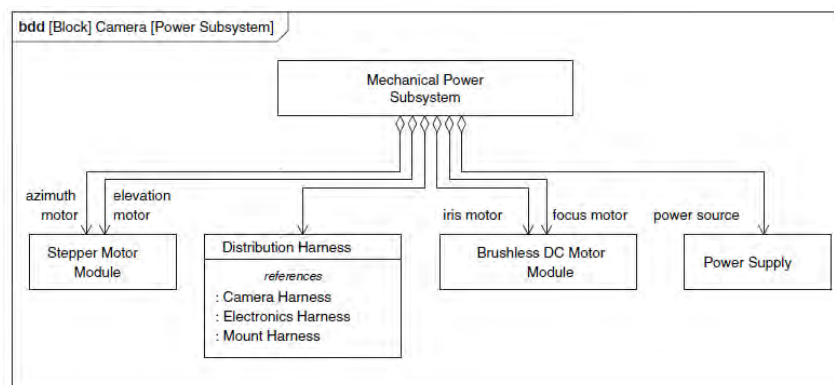 bdd [Block] Camera [Power Subsystem]
Mechanical Power
Subsystem
azimuth
motor
elevation
motor
iris motor
focus motor
power source
Stepper Motor
Module
Distribution Harness
references
: Camera Harness
: Electronics Harness
: Mount Harness
Brushless DC Motor
Module
Power Supply